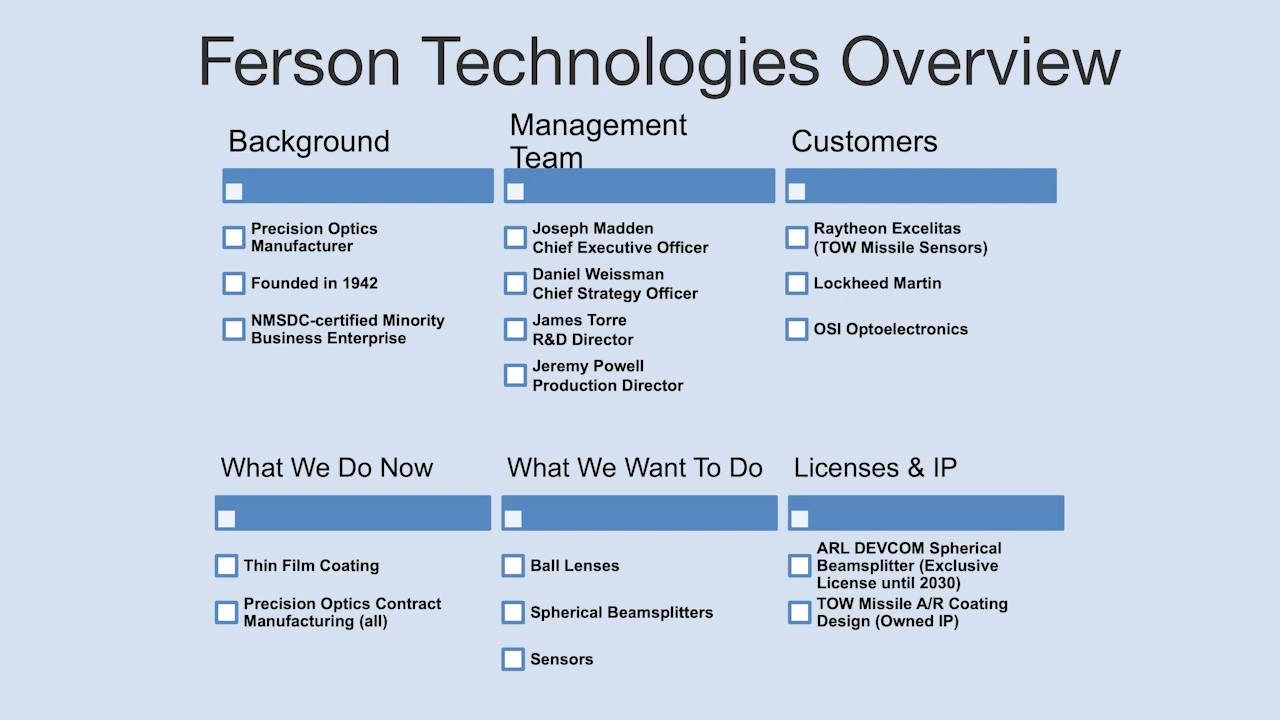 Ferson Technologies Overview
Background
Precision Optics
Manufacturer
Founded in 1942
NMSDC-certified Minority
Business Enterprise
Management
Team
Joseph Madden
Chief Executive Officer
Daniel Weissman
Chief Strategy Officer
James Torre
R&D Director
Jeremy Powell
Production Director
Customers
Raytheon Excelitas
(TOW Missile Sensors)
Lockheed Martin
OSI Optoelectronics
What We Do Now
Thin Film Coating
Precision Optics Contract
Manufacturing (all)
What We Want To Do
Ball Lenses
Spherical Beamsplitters
Sensors
Licenses & IP
ARL DEVCOM Spherical
Beamsplitter (Exclusive
License until 2030)
TOW Missile A/R Coating
Design (Owned IP)